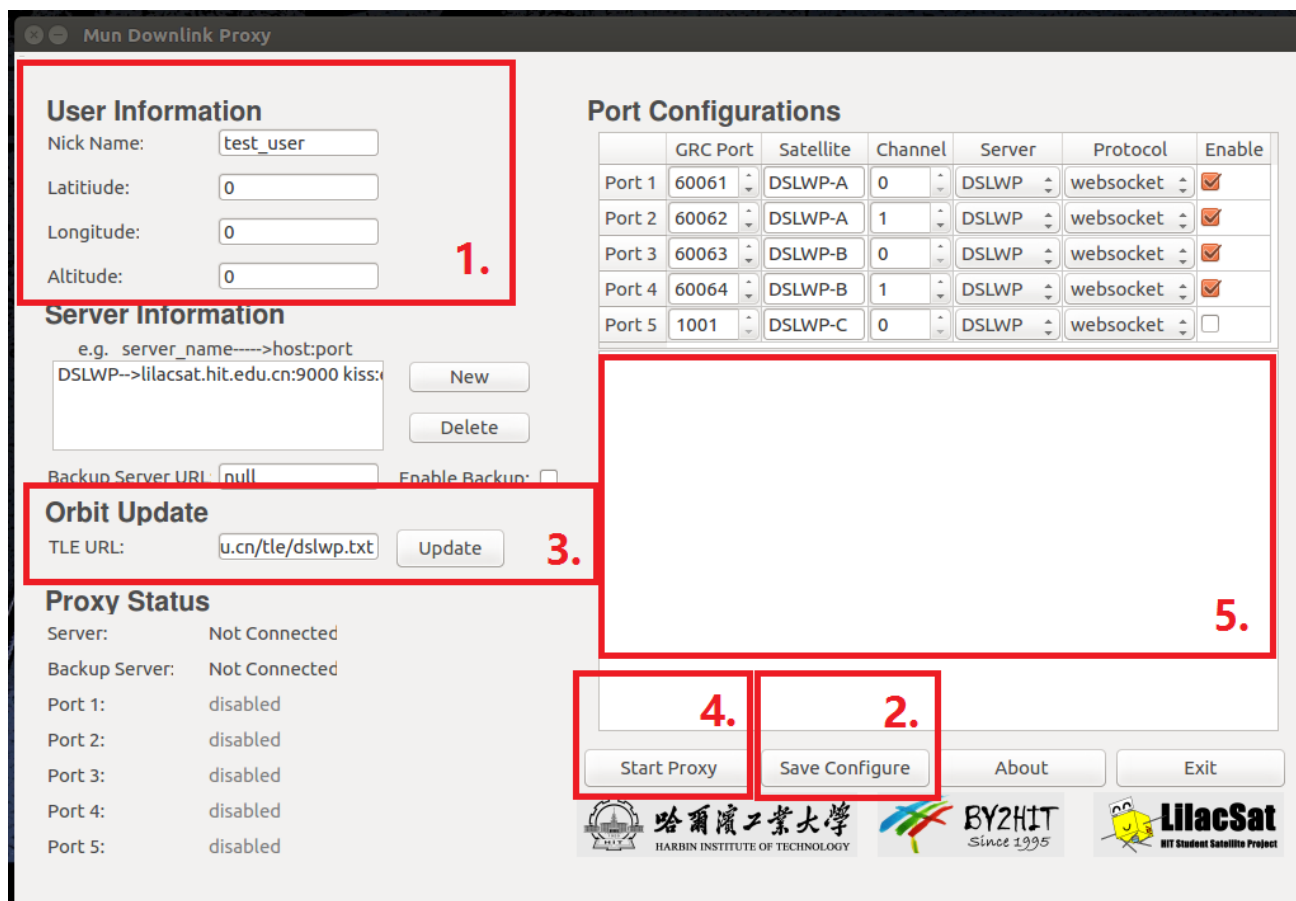 Mun Downlink Proxy
User Information
Nick Name: test_user
Latitiude: 0
Longitude: 0
Altitude: 0
1.
Server Information
e.g. server_name----->host:port
DSLWP-->lilacsat.hit.edu.cn:9000 kiss:
New
Delete
Backup Server URL: null Enable Backup:
Orbit Update
TLE URL: u.cn/tle/dslwp.txt Update
3.
Proxy Status
Server: Not Connected
Backup Server: Not Connected
Port 1: disabled
Port 2: disabled
Port 3: disabled
Port 4: disabled
Port 5: disabled
Port Configurations
GRC Port Satellite Channel Server Protocol Enable
Port 1 60061 DSLWP-A 0 DSLWP websocket
Port 2 60062 DSLWP-A 1 DSLWP websocket
Port 3 60063 DSLWP-B 0 DSLWP websocket
Port 4 60064 DSLWP-B 1 DSLWP websocket
Port 5 1001 DSLWP-C 0 DSLWP websocket
5.
4. 2.
Start Proxy Save Configure About Exit
HIT
哈爾濱工業大學
HARBIN INSTITUTE OF TECHNOLOGY
BY2HIT
Since 1995
LilacSat
HIT Student Satellite Project